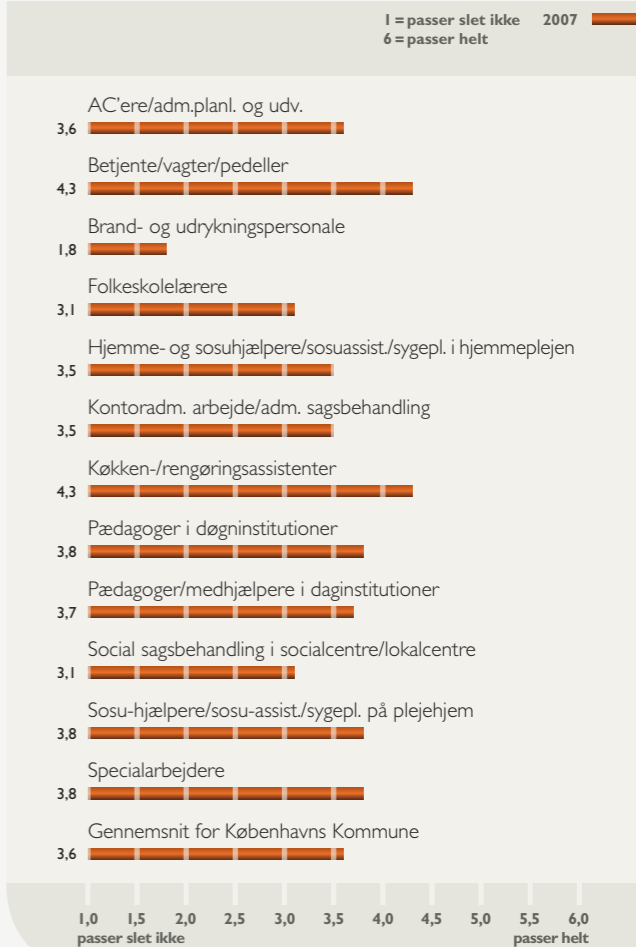 1 = passer slet ikke 2007
6 = passer helt
AC'ere/adm.planl. og udv.
3,6
Betjente/vagter/pedeller
4,3
Brand- og udrykningspersonale
1,8
Folkeskolelærere
3,1
Hjemme- og sosuhjælpere/sosuassist./sygepl. i hjemmeplejen
3,5
Kontoradm. arbejde/adm. sagsbehandling
3,5
Køkken-/rengøringsassistenter
4,3
Pædagoger i døgninstitutioner
3,8
Pædagoger/medhjælpere i daginstitutioner
3,7
Social sagsbehandling i socialcentre/lokalcentre
3,1
Sosu-hjælpere/sosu-assist./sygepl. på plejehjem
3,8
Specialarbejdere
3,8
Gennemsnit for Københavns Kommune
3,6
1,0 1,5 2,0 2,5 3,0 3,5 4,0 4,5 5,0 5,5 6,0
passer slet ikke passer helt